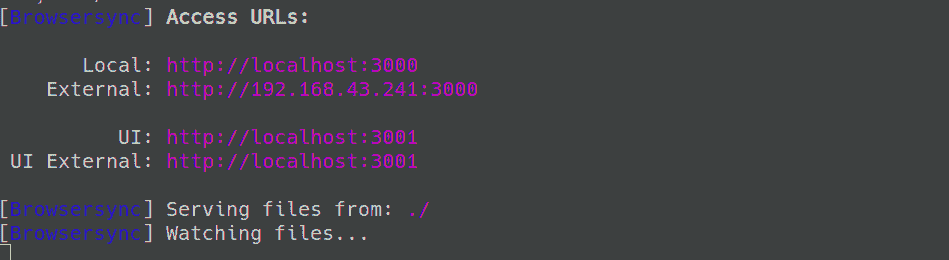 [Browsersync] Access URLs:
Local: http://localhost:3000
External: http://192.168.43.241:3000
UI: http://localhost:3001
UI External: http://localhost:3001
[Browsersync] Serving files from: ./
[Browsersync] Watching files...